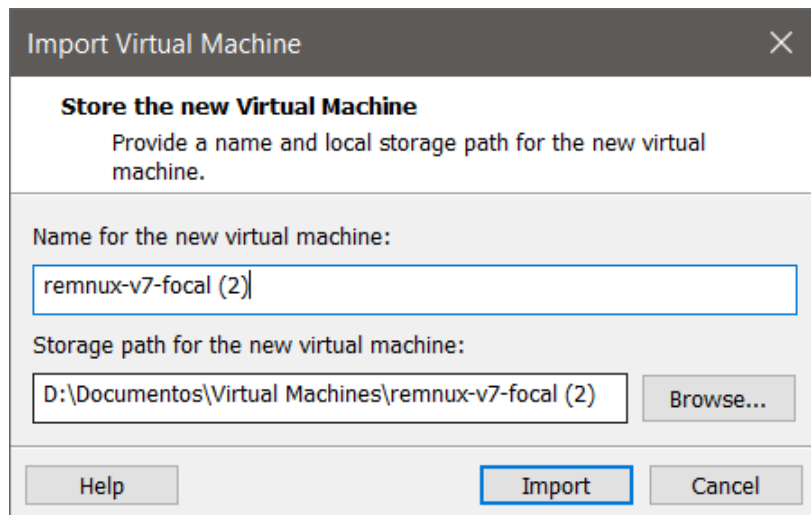 Import Virtual Machine
Store the new Virtual Machine
Provide a name and local storage path for the new virtual
machine.
Name for the new virtual machine:
remnux-v7-focal (2)
Storage path for the new virtual machine:
D:\Documentos\Virtual Machines\remnux-v7-focal (2)
Browse...
Help
Import
Cancel